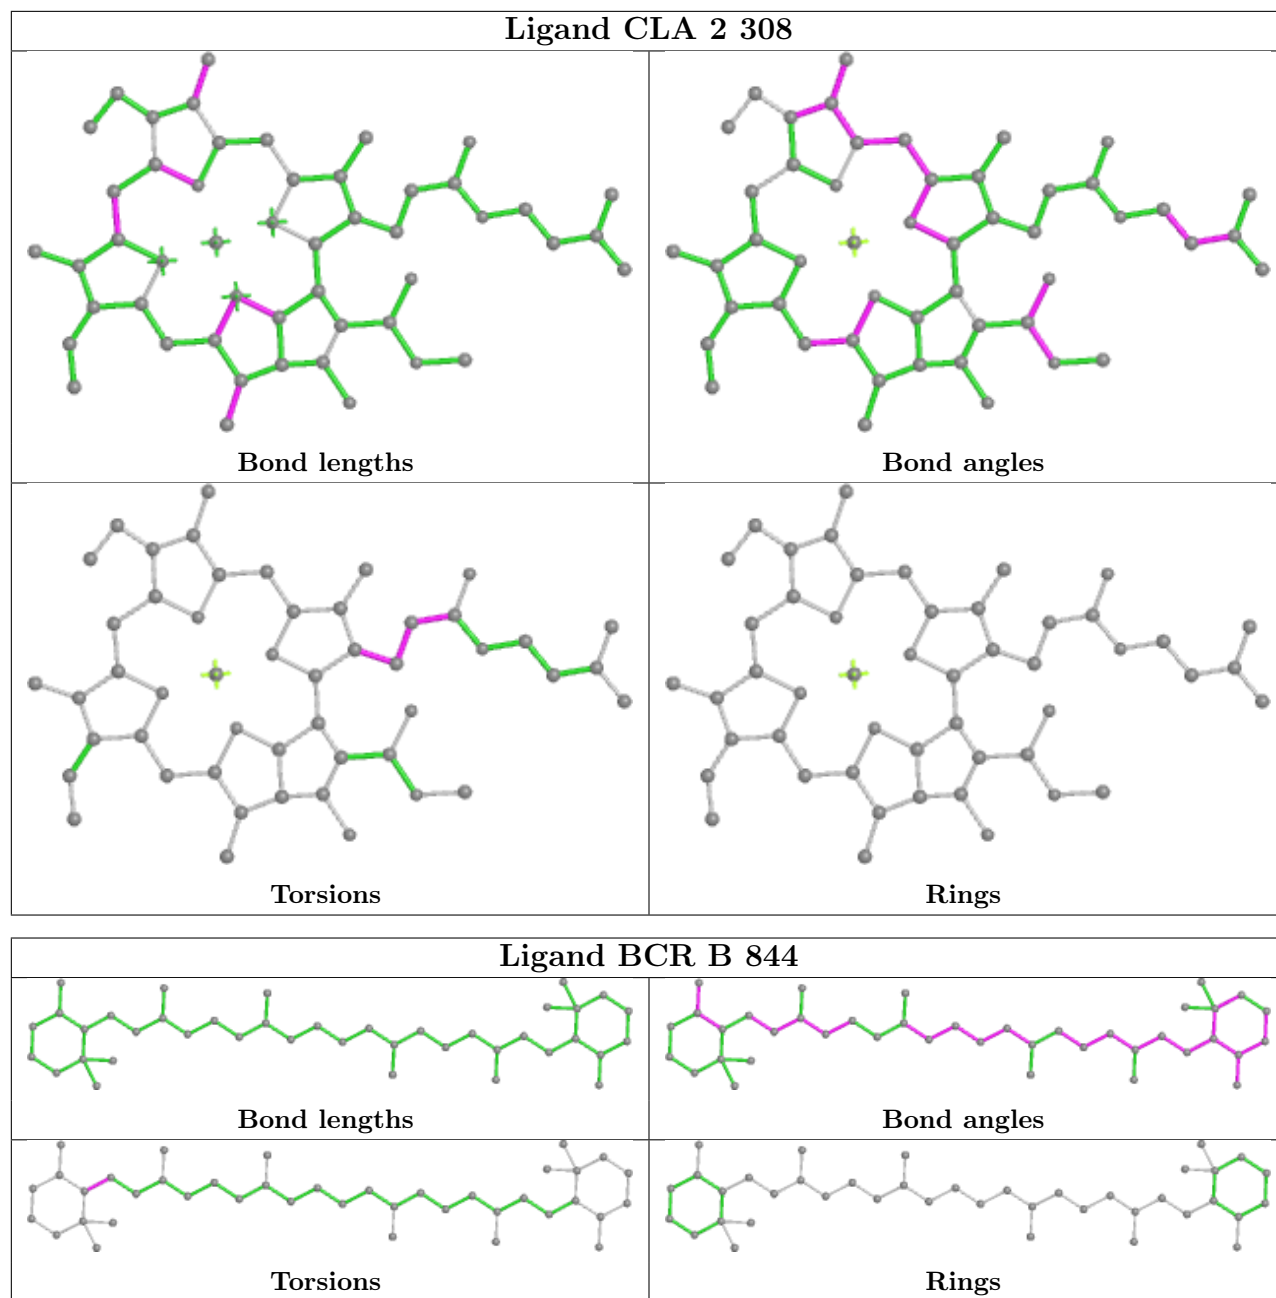 Ligand CLA 2 308
Bond lengths
Bond angles
Torsions
Rings
Ligand BCR B 844
Bond lengths
Bond angles
Torsions
Rings